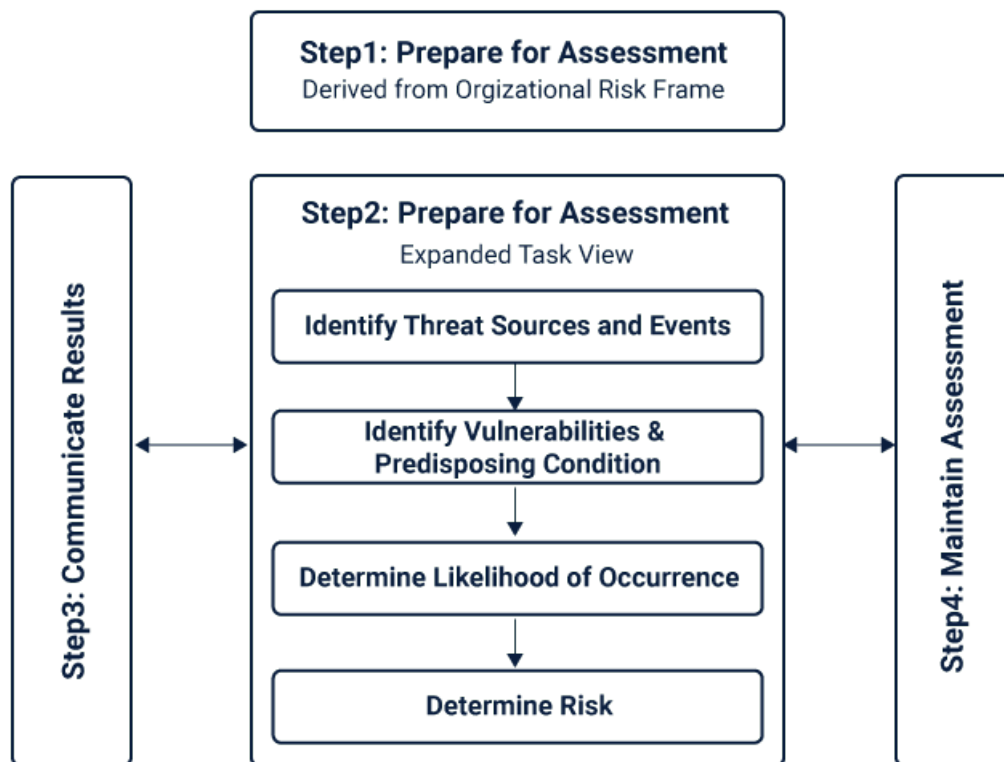 Step1: Prepare for Assessment
Derived from Orgizational Risk Frame
Step2: Prepare for Assessment
Expanded Task View
Identify Threat Sources and Events
Identify Vulnerabilities &
Predisposing Condition
Determine Likelihood of Occurrence
Determine Risk
Step3: Communicate Results
Step4: Maintain Assessment